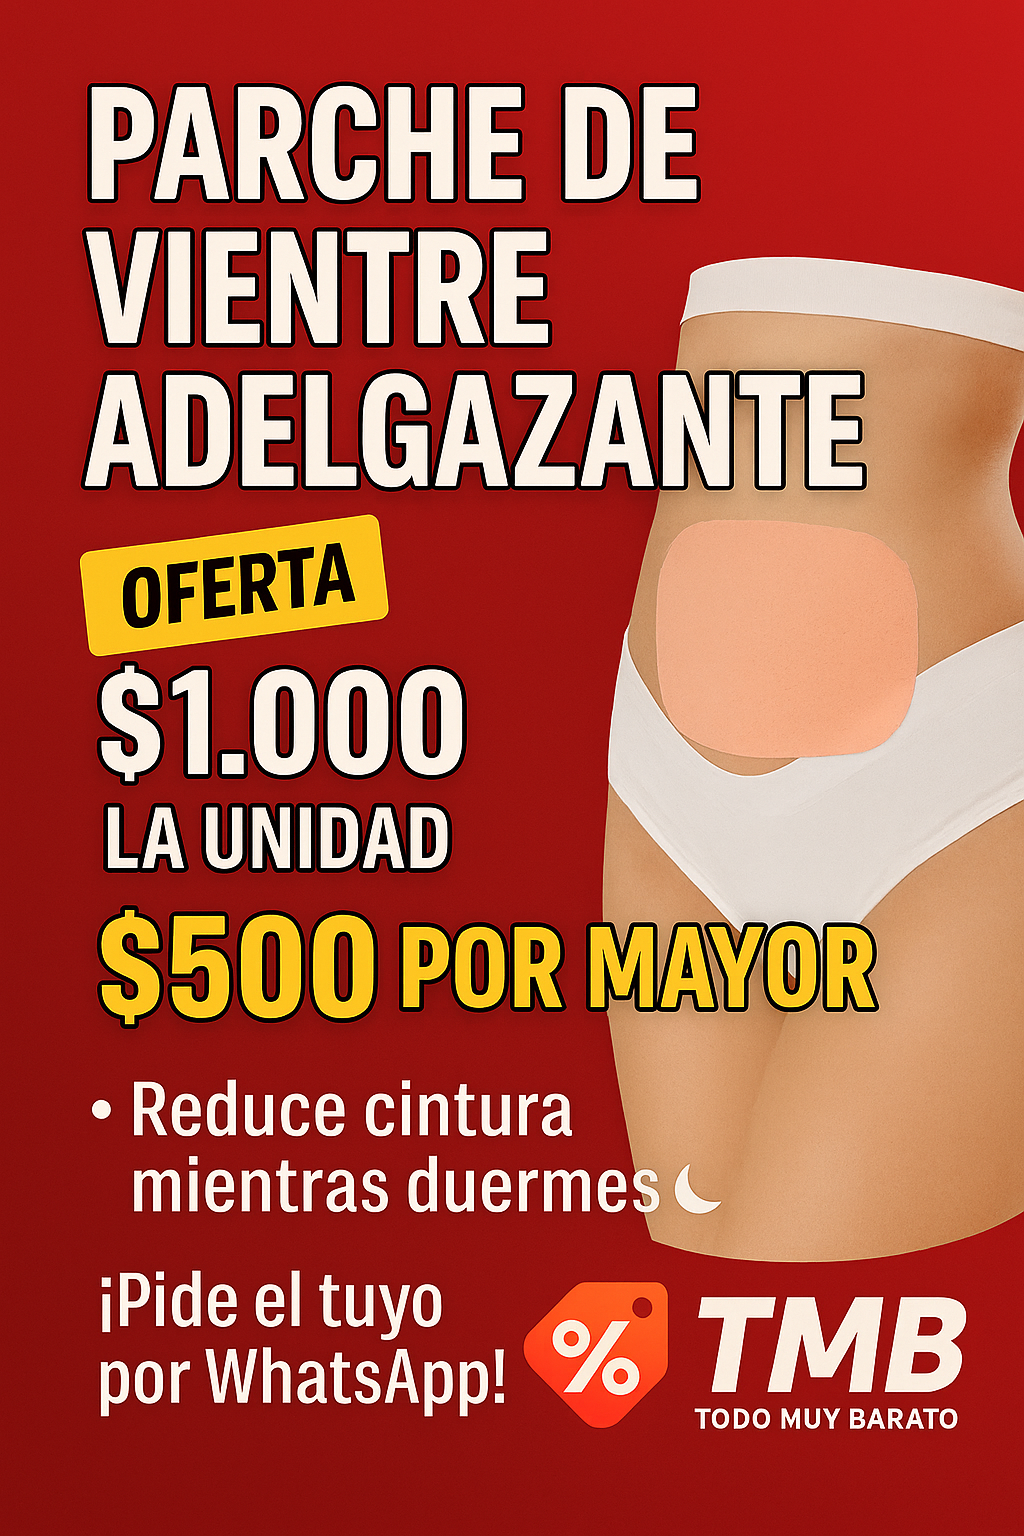 PARCHE DE
VIENTRE
ADELGAZANTE
OFERTA
$1.000
LA UNIDAD
$500 POR MAYOR
• Reduce cintura
mientras duermes
¡Pide el tuyo
por WhatsApp!
%
TMB
TODO MUY BARATO